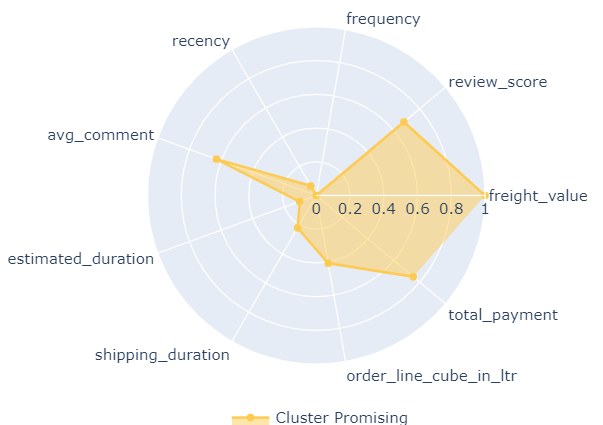 frequency
recency
review_score
avg_comment
freight_value
0 0.2 0.4 0.6 0.8 1
estimated_duration
total_payment
shipping_duration
order_line_cube_in_ltr
Cluster Promising